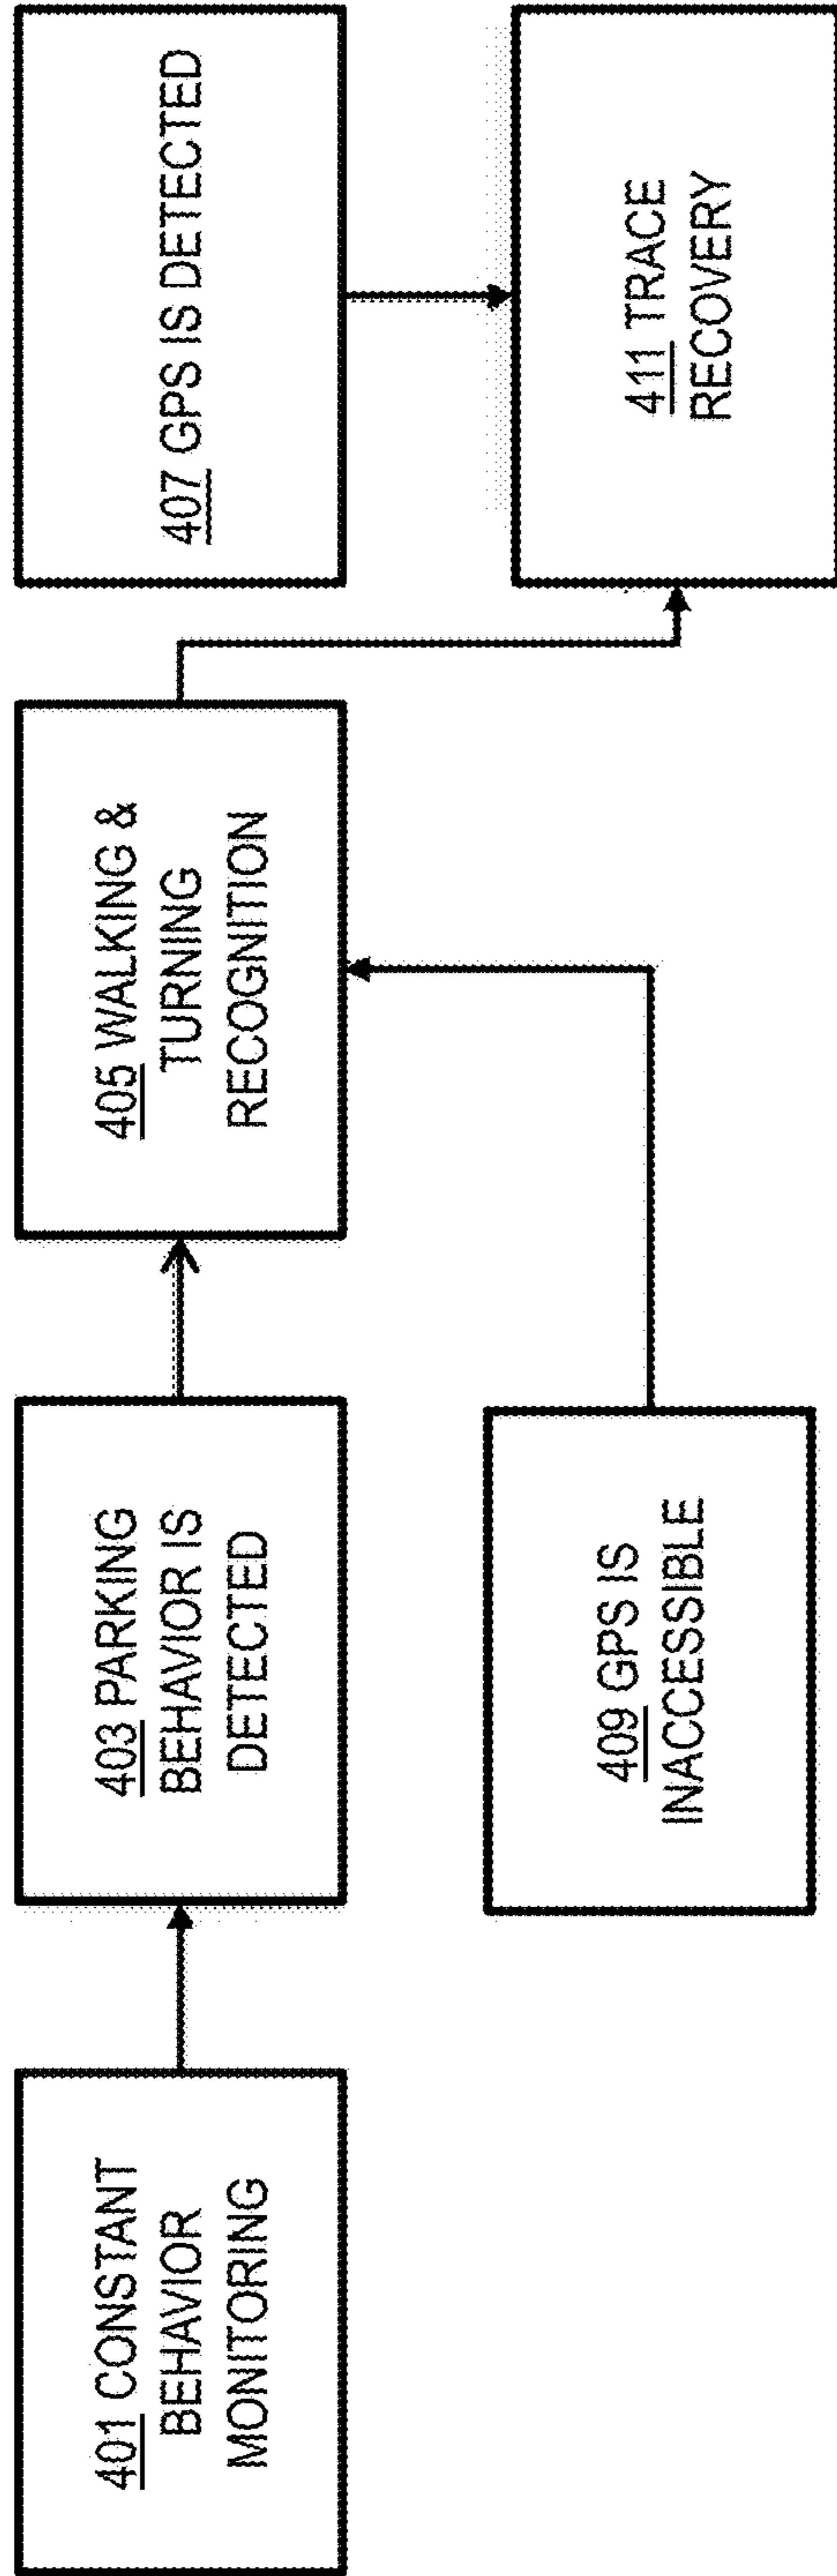 401 CONSTANT
BEHAVIOR
MONITORING
403 PARKING
BEHAVIOR IS
DETECTED
405 WALKING &
TURNING
RECOGNITION
407 GPS IS DETECTED
409 GPS IS
INACCESSIBLE
411 TRACE
RECOVERY